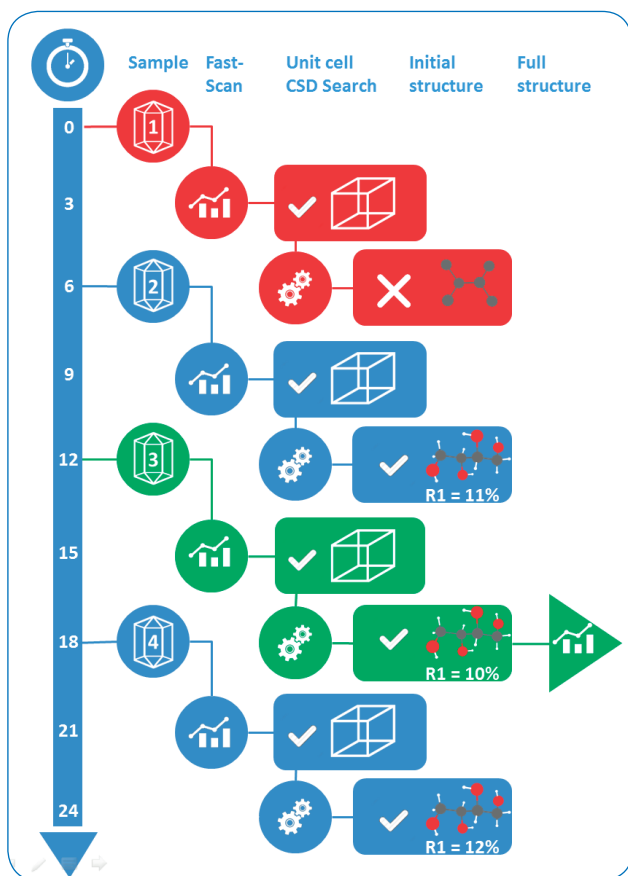 Sample
Fast-
Scan
Unit cell
CSD Search
Initial
structure
Full
structure
0
1
3
6
2
9
R1 = 11%
12
3
15
18
4
R1 = 10%
21
24
R1 = 12%